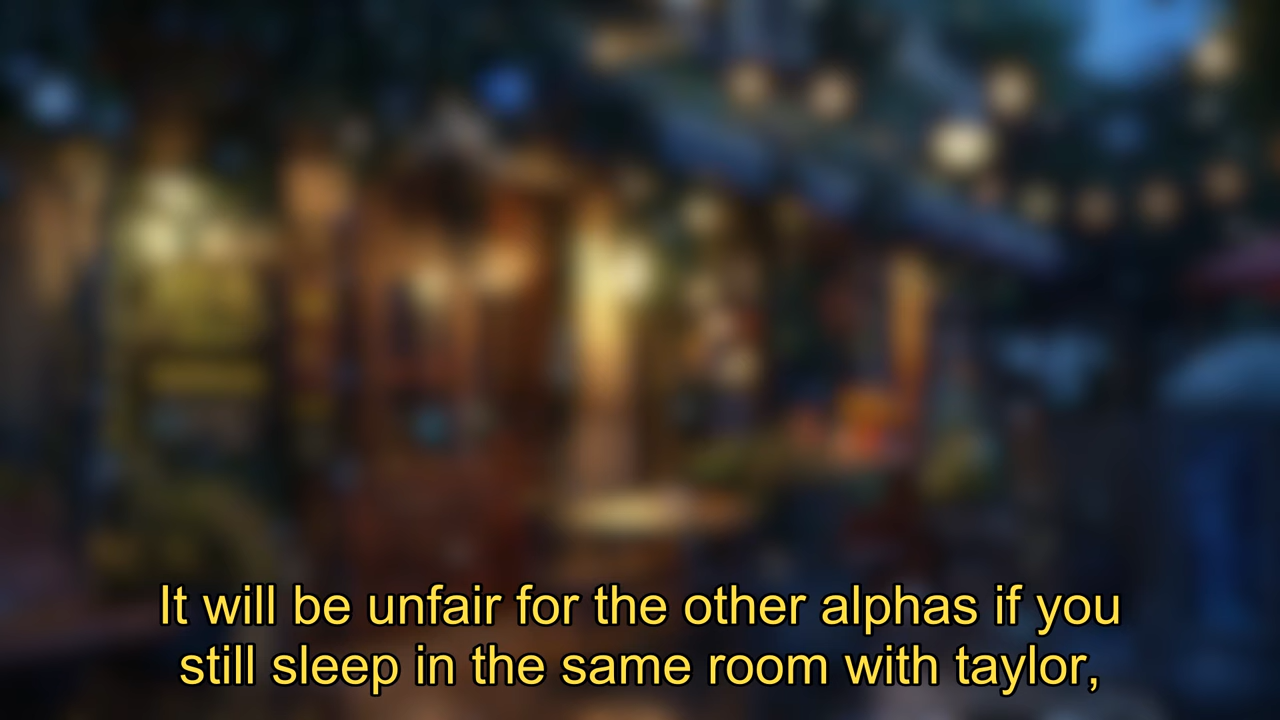 It will be unfair for the other alphas if you
still sleep in the same room with taylor,